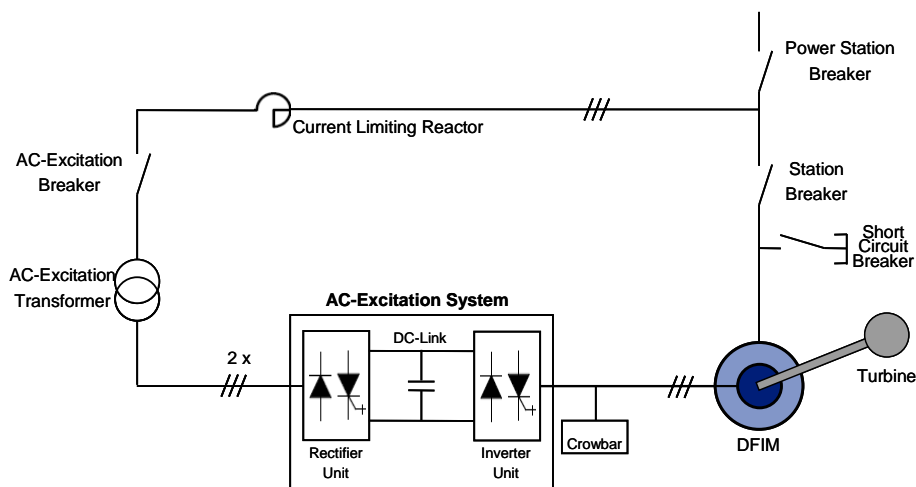 Power Station
Breaker
Current Limiting Reactor
AC-Excitation
Breaker
Station
Breaker
Short
Circuit
Breaker
AC-Excitation
Transformer
AC-Excitation System
DC-Link
2 x
Turbine
Rectifier
Unit
Inverter
Unit
Crowbar
DFIM